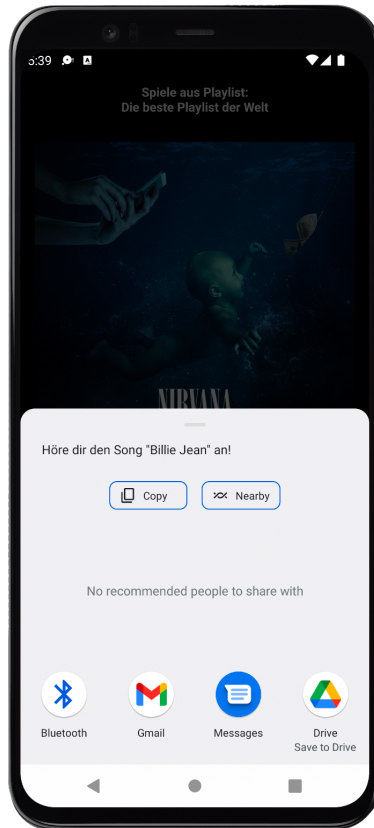 5:39
Spiele aus Playlist:
Die beste Playlist der Welt
NIRVANA
Höre dir den Song "Billie Jean" an!
Copy Nearby
No recommended people to share with
Bluetooth Gmail Messages Drive
Save to Drive